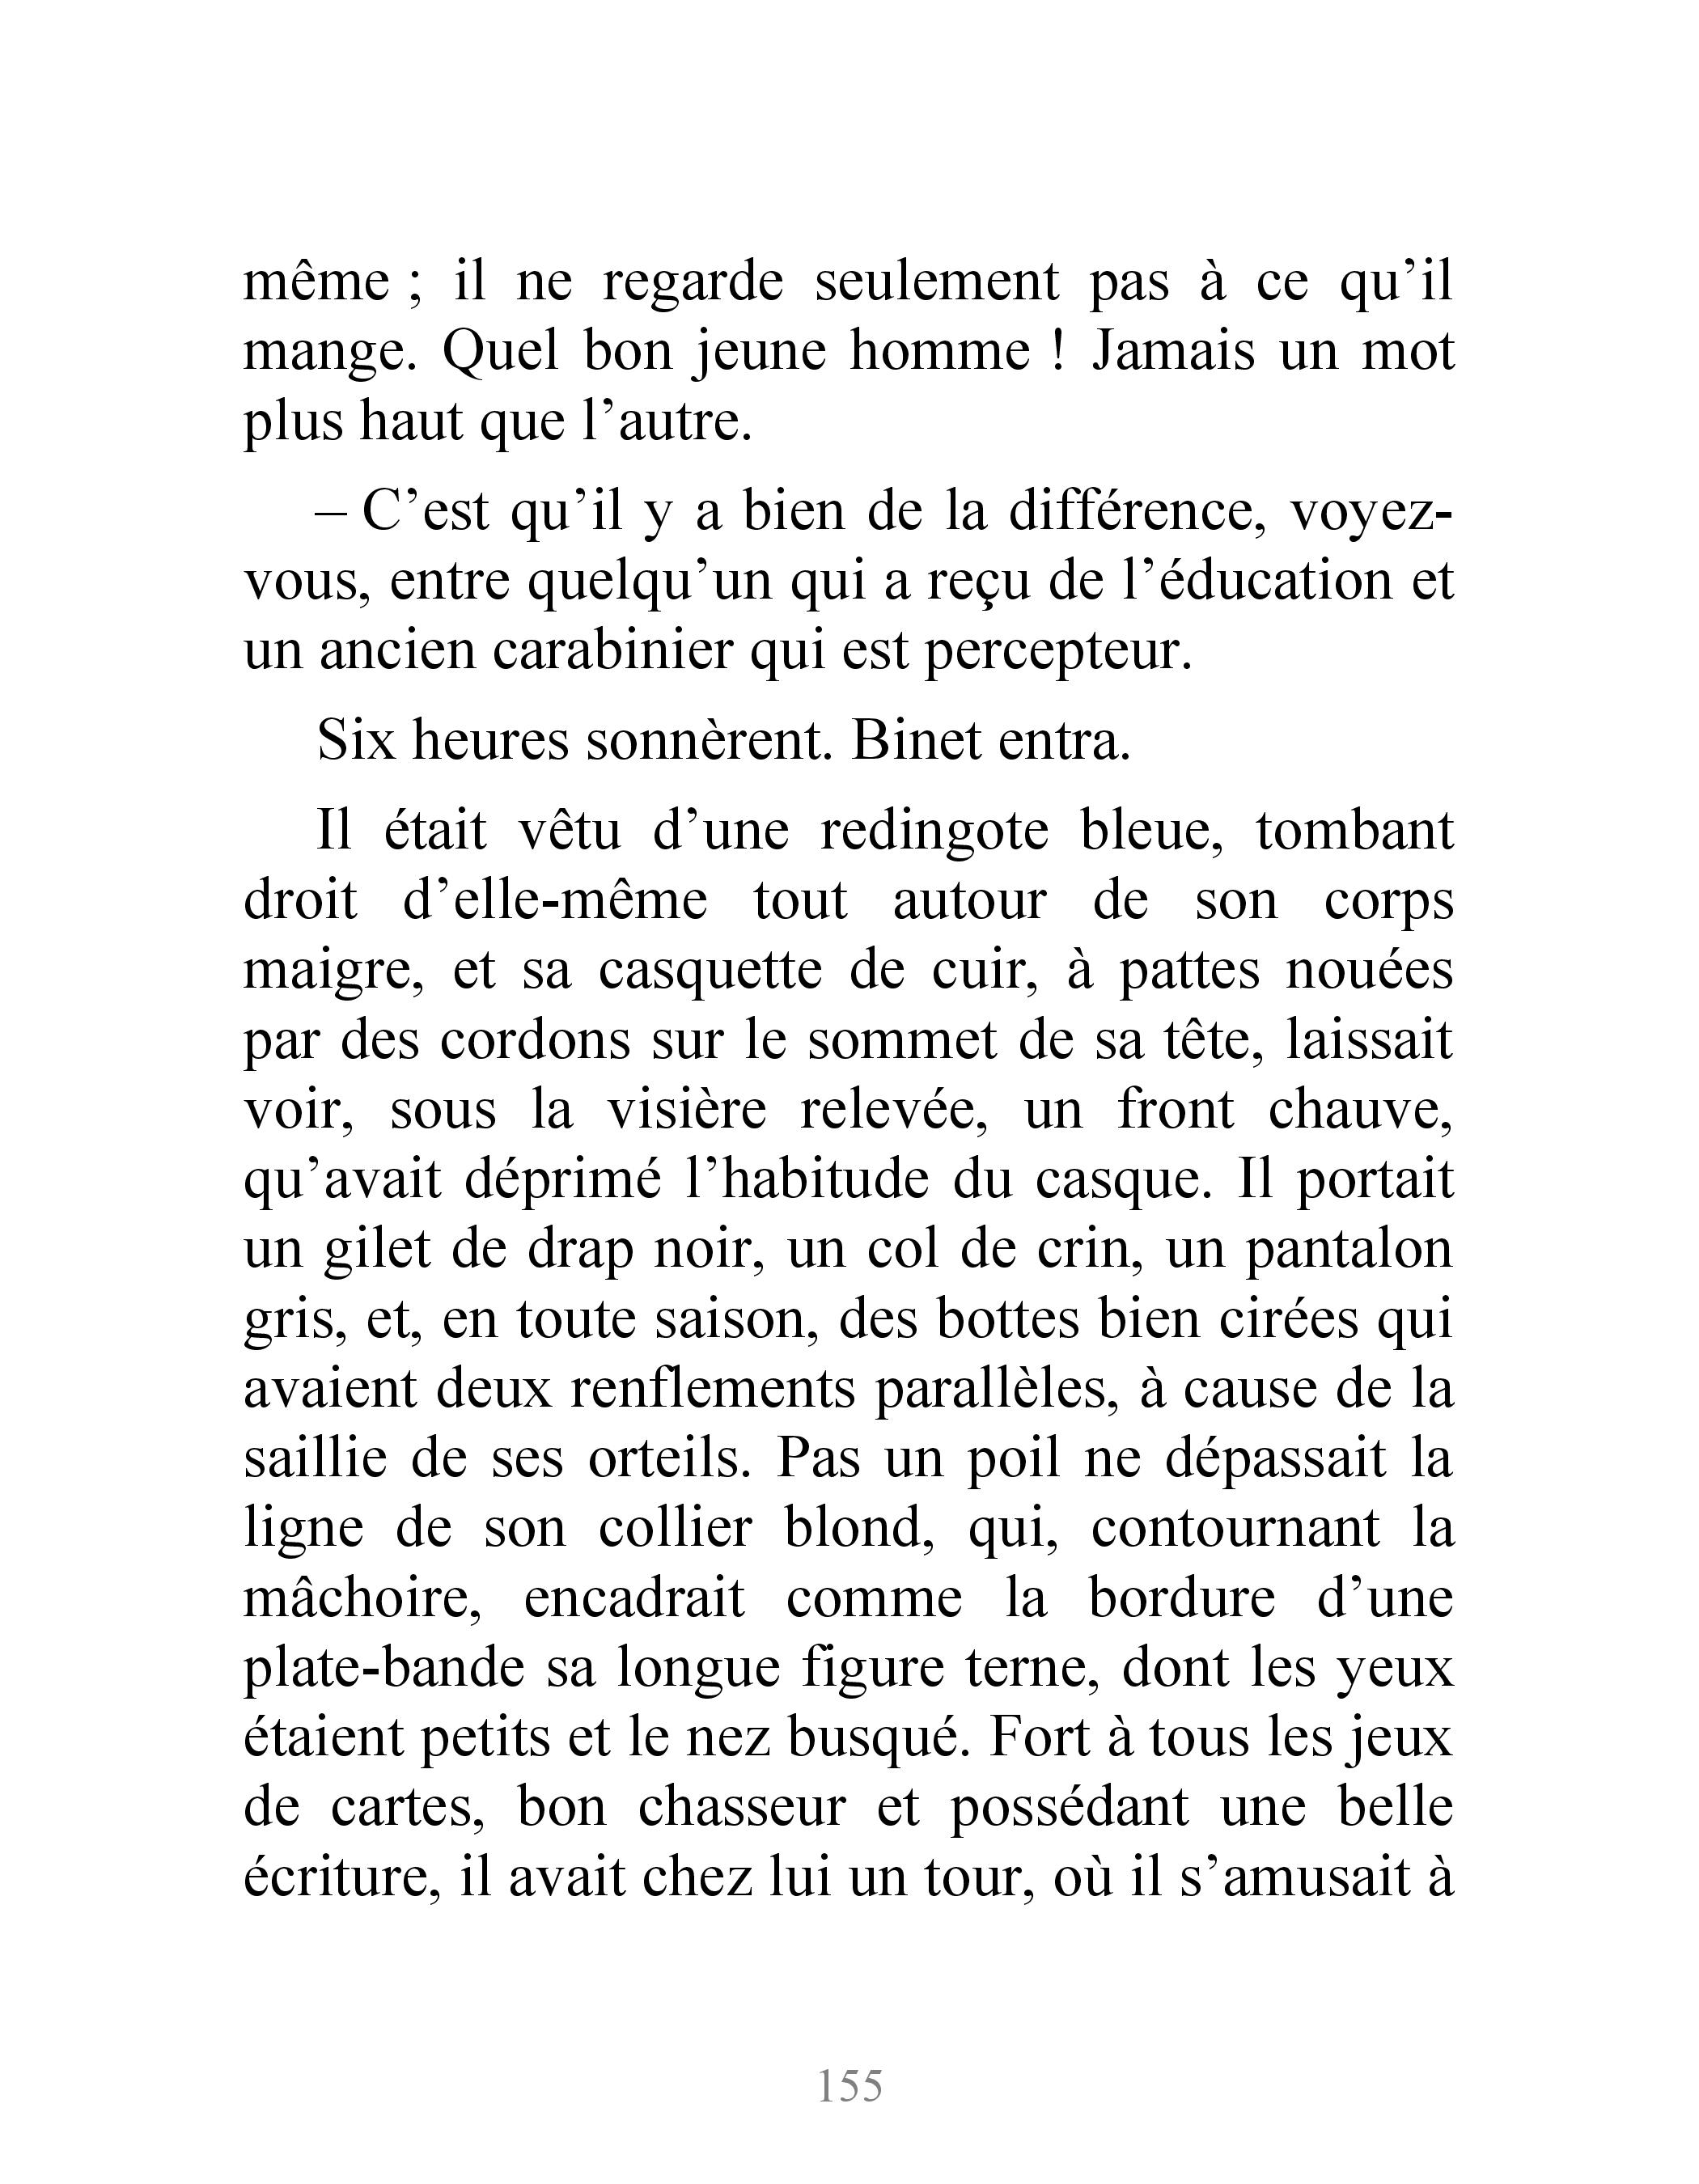 même ; il ne regarde seulement pas à ce qu’il
mange. Quel bon jeune homme ! Jamais un mot
plus haut que l’autre.
– C’est qu’il y a bien de la différence, voyez-
vous, entre quelqu’un qui a reçu de l’éducation et
un ancien carabinier qui est percepteur.
Six heures sonnèrent. Binet entra.
Il était vêtu d’une redingote bleue, tombant
droit d’elle-même tout autour de son corps
maigre, et sa casquette de cuir, à pattes nouées
par des cordons sur le sommet de sa tête, laissait
voir, sous la visière relevée, un front chauve,
qu’avait déprimé l’habitude du casque. Il portait
un gilet de drap noir, un col de crin, un pantalon
gris, et, en toute saison, des bottes bien cirées qui
avaient deux renflements parallèles, à cause de la
saillie de ses orteils. Pas un poil ne dépassait la
ligne de son collier blond, qui, contournant la
mâchoire, encadrait comme la bordure d’une
plate-bande sa longue figure terne, dont les yeux
étaient petits et le nez busqué. Fort à tous les jeux
de cartes, bon chasseur et possédant une belle
écriture, il avait chez lui un tour, où il s’amusait à
155